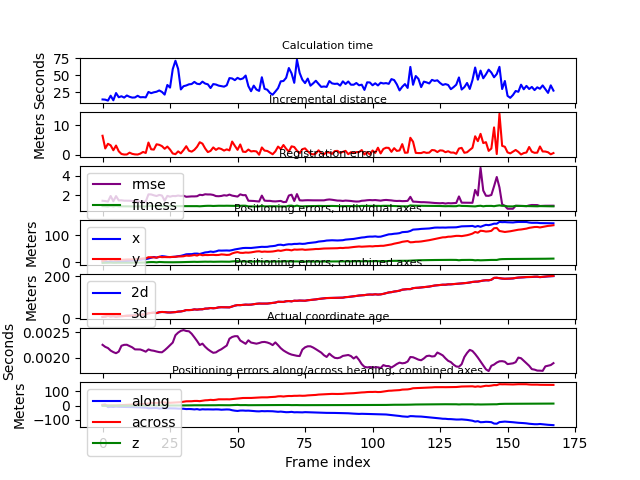 Calculation time
75
50
25
Seconds
Incremental distance
10
0
Meters
Registration error
4
2
rmse
fitness
Positioning errors, individual axes
100
0
Meters
x
y
Positioning errors, combined axes
200
0
Meters
2d
3d
Actual coordinate age
0.0025
0.0020
Seconds
Positioning errors along/across heading, combined axes
100
0
−100
Meters
along
across
z
0 25 50 75 100 125 150 175
Frame index